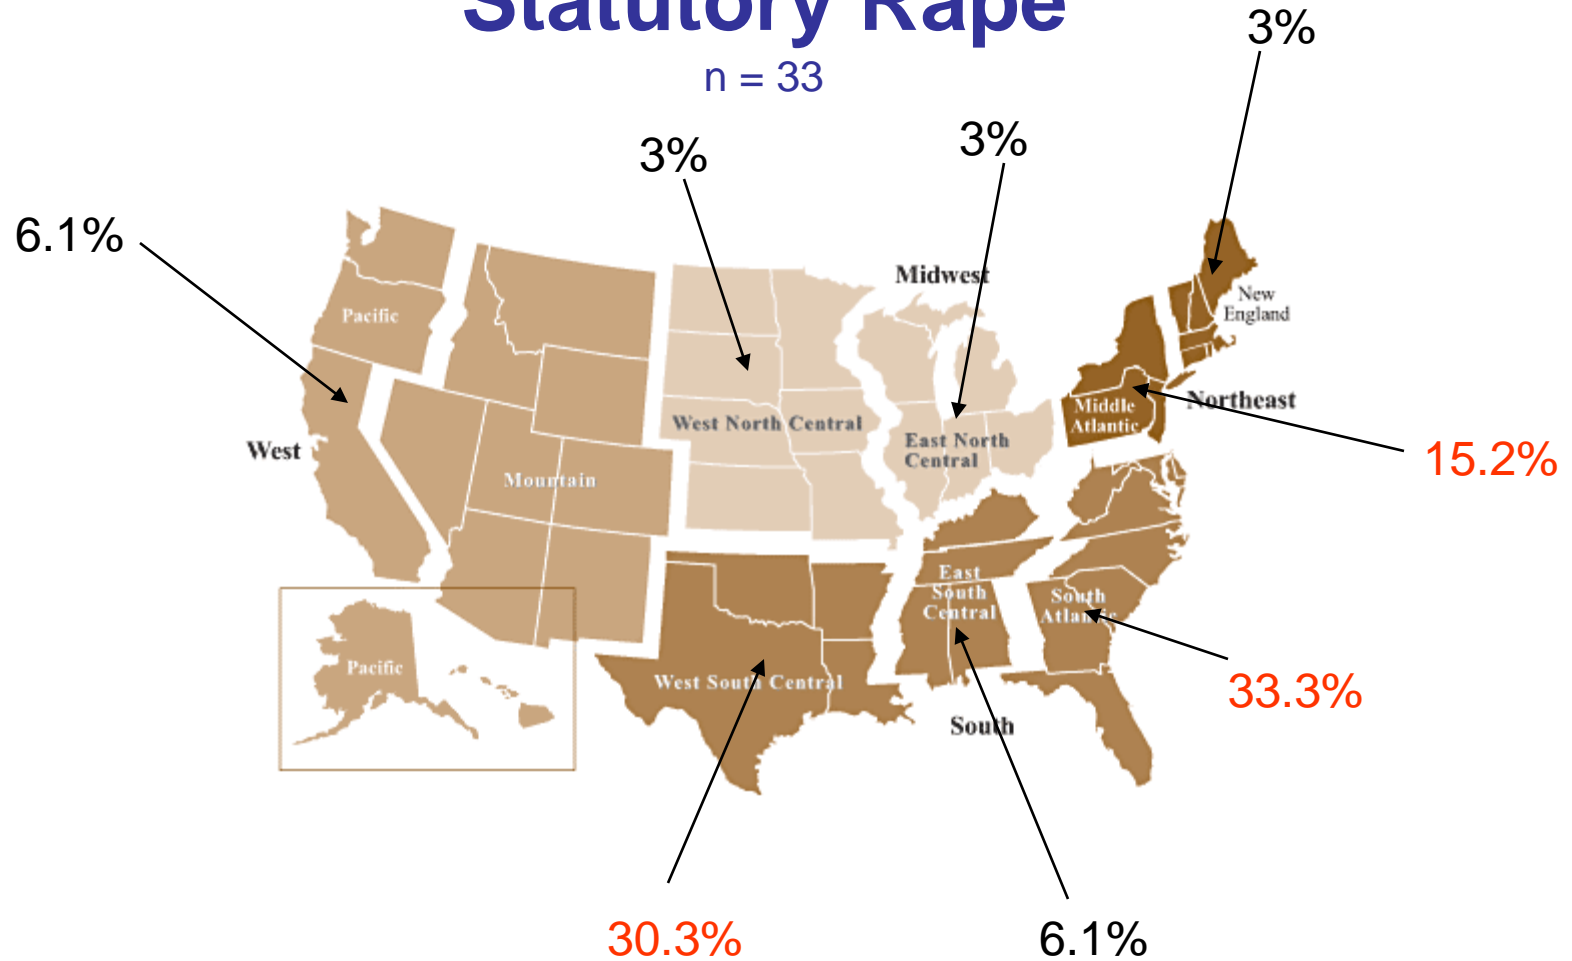 Statutory Rape
n = 33
3%
3%
3%
6.1%
Midwest
New
England
Pacific
Northeast
Middle
Atlantic
West North Central
East North
Central
West
15.2%
Mountain
East
South
Central
South
Atlantic
Pacific
West South Central
33.3%
South
30.3%
6.1%